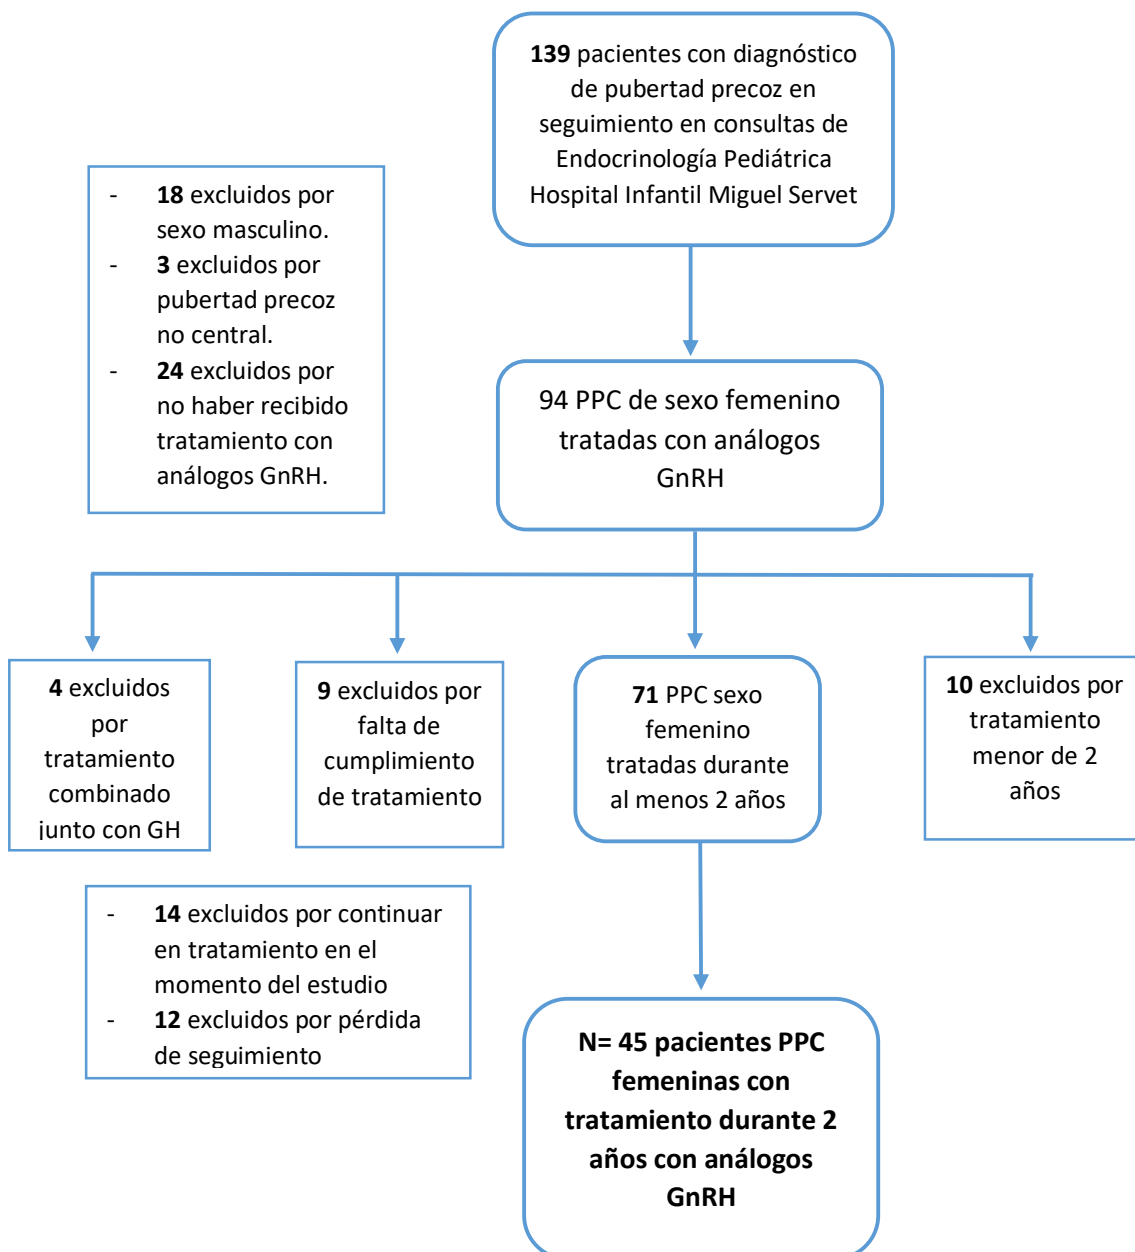 139 pacientes con diagnóstico
de pubertad precoz en
seguimiento en consultas de
Endocrinología Pediátrica
Hospital Infantil Miguel Servet
- 18 excluidos por
sexo masculino.
- 3 excluidos por
pubertad precoz
no central.
- 24 excluidos por
no haber recibido
tratamiento con
análogos GnRH.
94 PPC de sexo femenino
tratadas con análogos
GnRH
4 excluidos
por
tratamiento
combinado
junto con GH
9 excluidos por
falta de
cumplimiento
de tratamiento
71 PPC sexo
femenino
tratadas durante
al menos 2 años
10 excluidos por
tratamiento
menor de 2
años
- 14 excluidos por continuar
en tratamiento en el
momento del estudio
- 12 excluidos por pérdida
de seguimiento
N= 45 pacientes PPC
femeninas con
tratamiento durante 2
años con análogos
GnRH